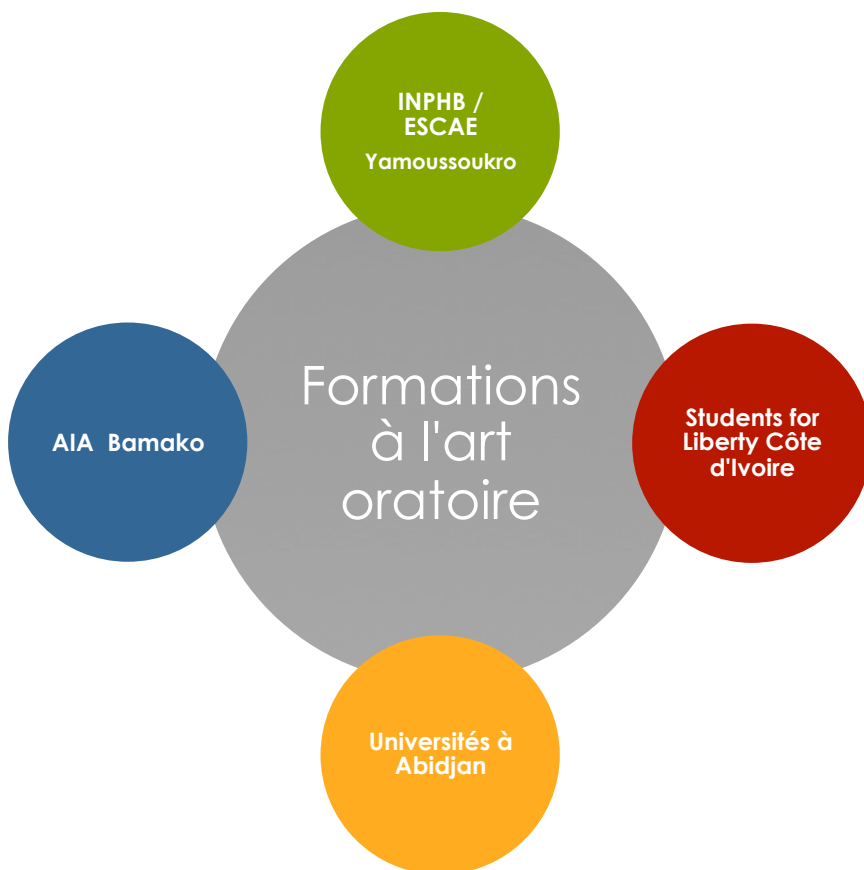 INPHB /
ESCAE
Yamoussoukro
Formations
à l'art
oratoire
AIA Bamako
Students for
Liberty Côte
d'Ivoire
Universités à
Abidjan